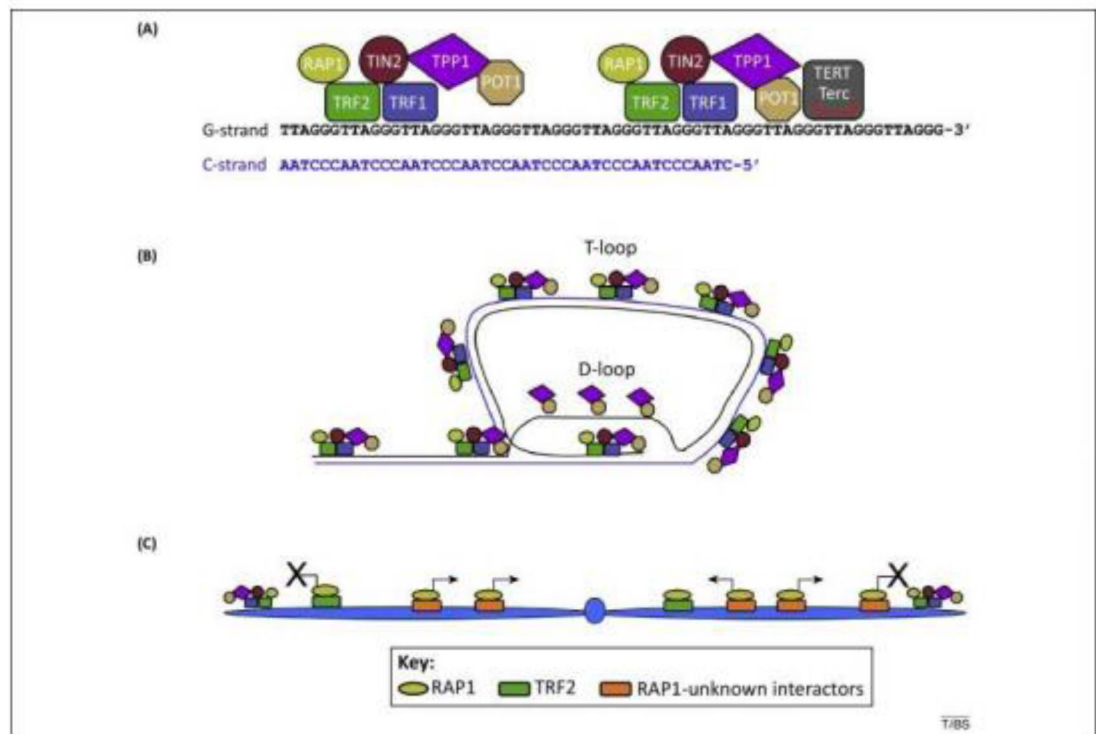 (A)
RAP1 TIN2 TPP1 POT1 TRF2 TRF1
RAP1 TIN2 TPP1 POT1 TRF2 TRF1 TERT
Terc
G-strand TTAGGGTTAGGGTTAGGGTTAGGGTTAGGGTTAGGGTTAGGGTTAGGGTTAGGGTTAGGGTTAGGG-3'
C-strand AATCCCAATCCCAATCCCAATCCAATCCCAATCCCAATCCCAATC-5'
(B)
T-loop
D-loop
(C)
X X
Key:
RAP1 TRF2 RAP1-unknown interactors
T/BS